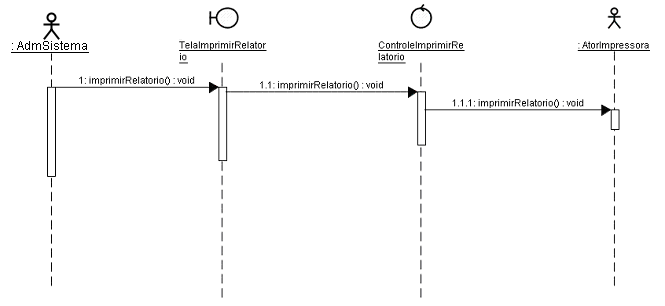 : AdmSistema
TelaImprimirRelator
io
ControleImprimirRe
latorio
: AtorImpressora
1: imprimirRelatorio() : void
1.1: imprimirRelatorio() : void
1.1.1: imprimirRelatorio() : void